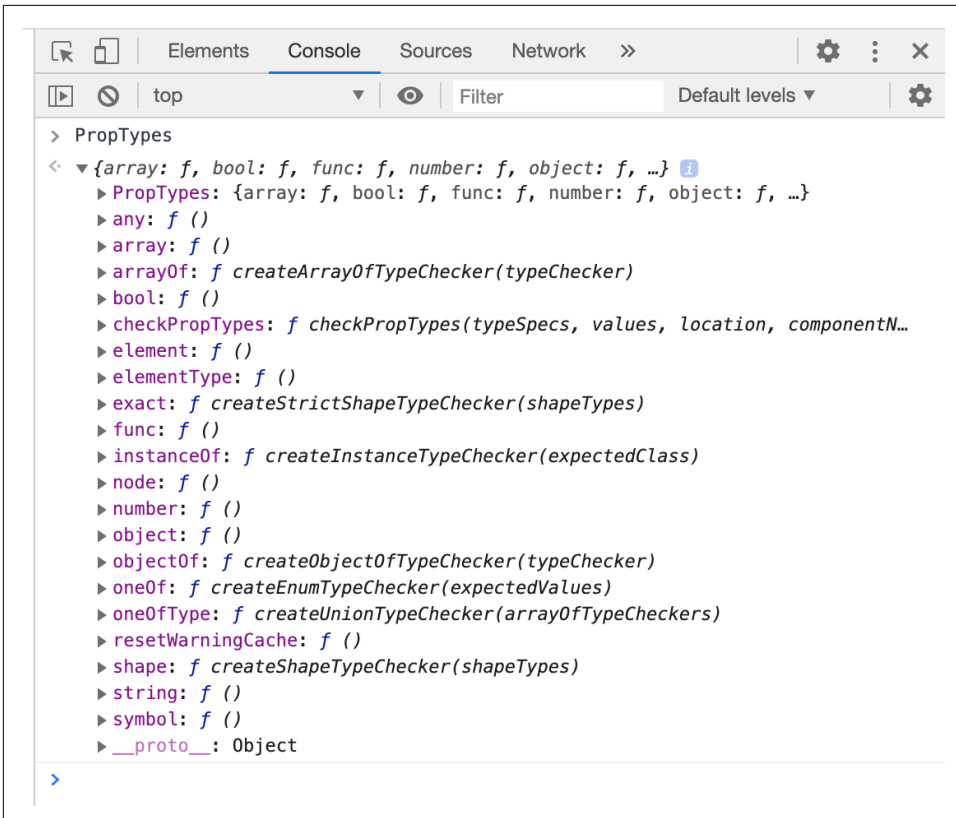 Elements Console Sources Network »
top Filter Default levels ▼
> PropTypes
{array: ƒ, bool: ƒ, func: ƒ, number: ƒ, object: ƒ, …} i
PropTypes: {array: ƒ, bool: ƒ, func: ƒ, number: ƒ, object: ƒ, …}
any: ƒ ()
array: ƒ ()
arrayOf: ƒ createArrayOfTypeChecker(typeChecker)
bool: ƒ ()
checkPropTypes: ƒ checkPropTypes(typeSpecs, values, location, componentN…
element: ƒ ()
elementType: ƒ ()
exact: ƒ createStrictShapeTypeChecker(shapeTypes)
func: ƒ ()
instanceOf: ƒ createInstanceTypeChecker(expectedClass)
node: ƒ ()
number: ƒ ()
object: ƒ ()
objectOf: ƒ createObjectOfTypeChecker(typeChecker)
oneOf: ƒ createEnumTypeChecker(expectedValues)
oneOfType: ƒ createUnionTypeChecker(arrayOfTypeCheckers)
resetWarningCache: ƒ ()
shape: ƒ createShapeTypeChecker(shapeTypes)
string: ƒ ()
symbol: ƒ ()
__proto__: Object
>